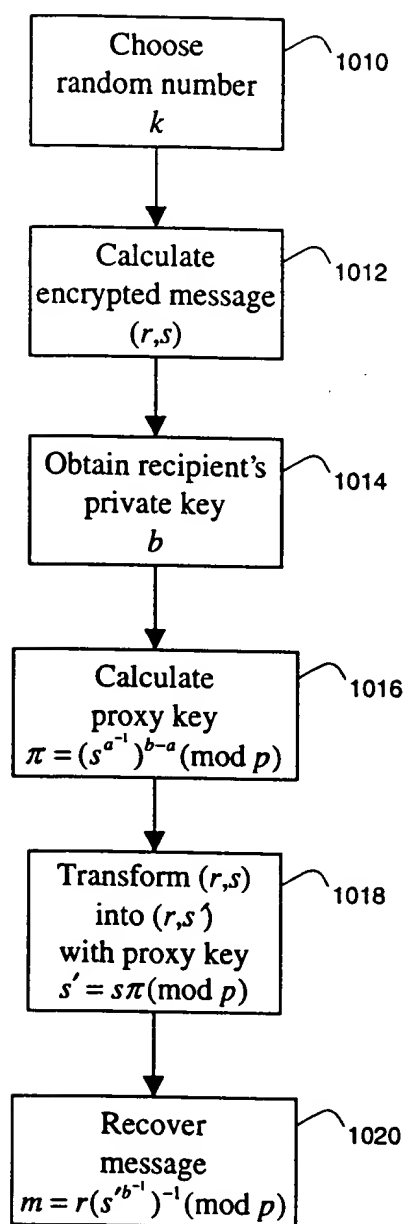 Choose
random number
k
1010
Calculate
encrypted message
(r,s)
1012
Obtain recipient's
private key
b
1014
Calculate
proxy key
π = (s^{a^{-1}})^{b-a} (mod p)
1016
Transform (r,s)
into (r,s′)
with proxy key
s′ = sπ(mod p)
1018
Recover
message
m = r(s′^{b^{-1}})^{-1} (mod p)
1020